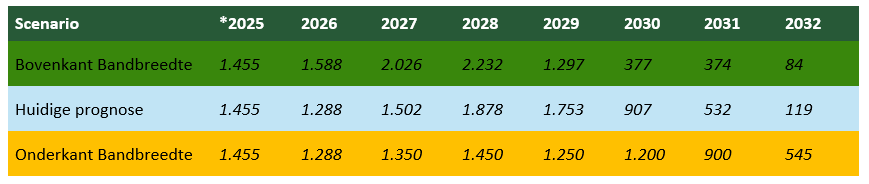 Scenario *2025 2026 2027 2028 2029 2030 2031 2032
Bovenkant Bandbreedte 1.455 1.588 2.026 2.232 1.297 377 374 84
Huidige prognose 1.455 1.288 1.502 1.878 1.753 907 532 119
Onderkant Bandbreedte 1.455 1.288 1.350 1.450 1.250 1.200 900 545